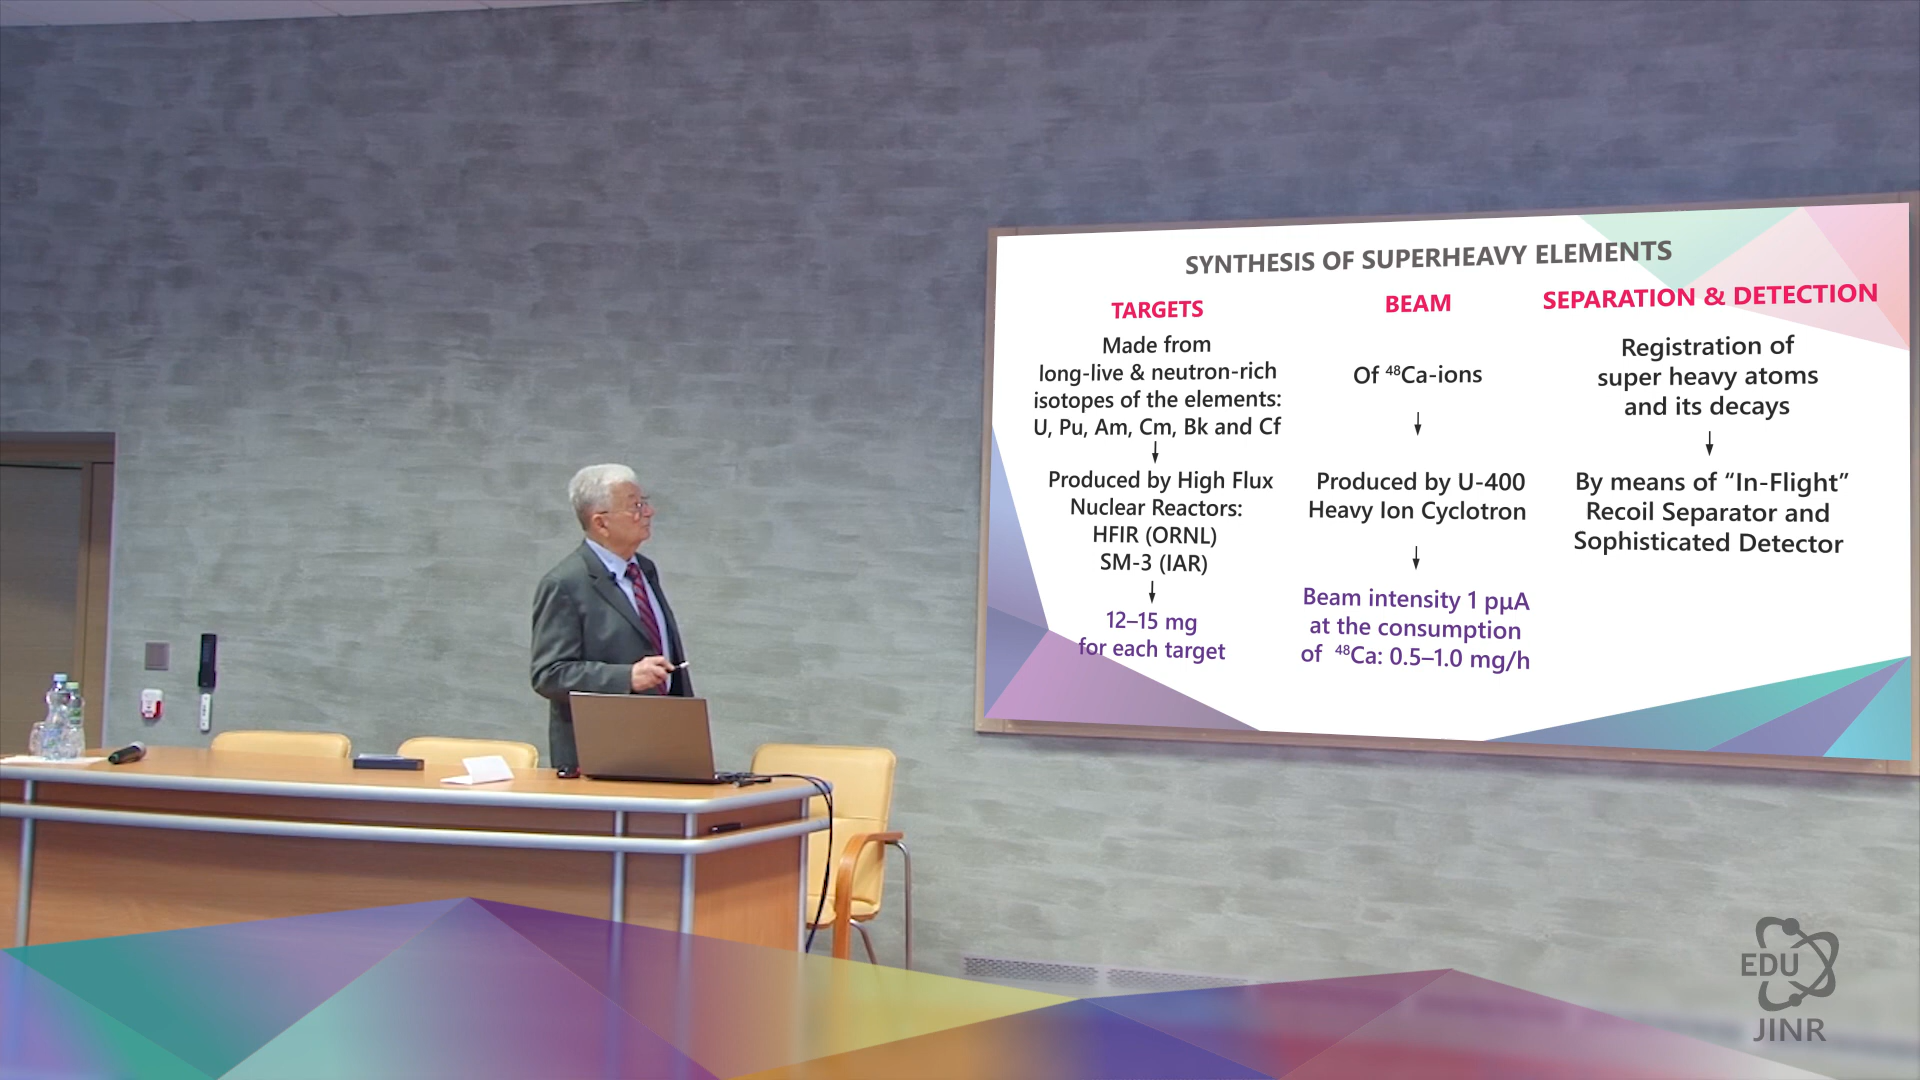 SYNTHESIS OF SUPERHEAVY ELEMENTS
TARGETS
Made from
long-live & neutron-rich
isotopes of the elements:
U, Pu, Am, Cm, Bk and Cf
↓
Produced by High Flux
Nuclear Reactors:
HFIR (ORNL)
SM-3 (IAR)
↓
12–15 mg
for each target
BEAM
Of ⁴⁸Ca-ions
↓
Produced by U-400
Heavy Ion Cyclotron
↓
Beam intensity 1 pµA
at the consumption
of ⁴⁸Ca: 0.5–1.0 mg/h
SEPARATION & DETECTION
Registration of
super heavy atoms
and its decays
↓
By means of “In-Flight”
Recoil Separator and
Sophisticated Detector
EDU
JINR